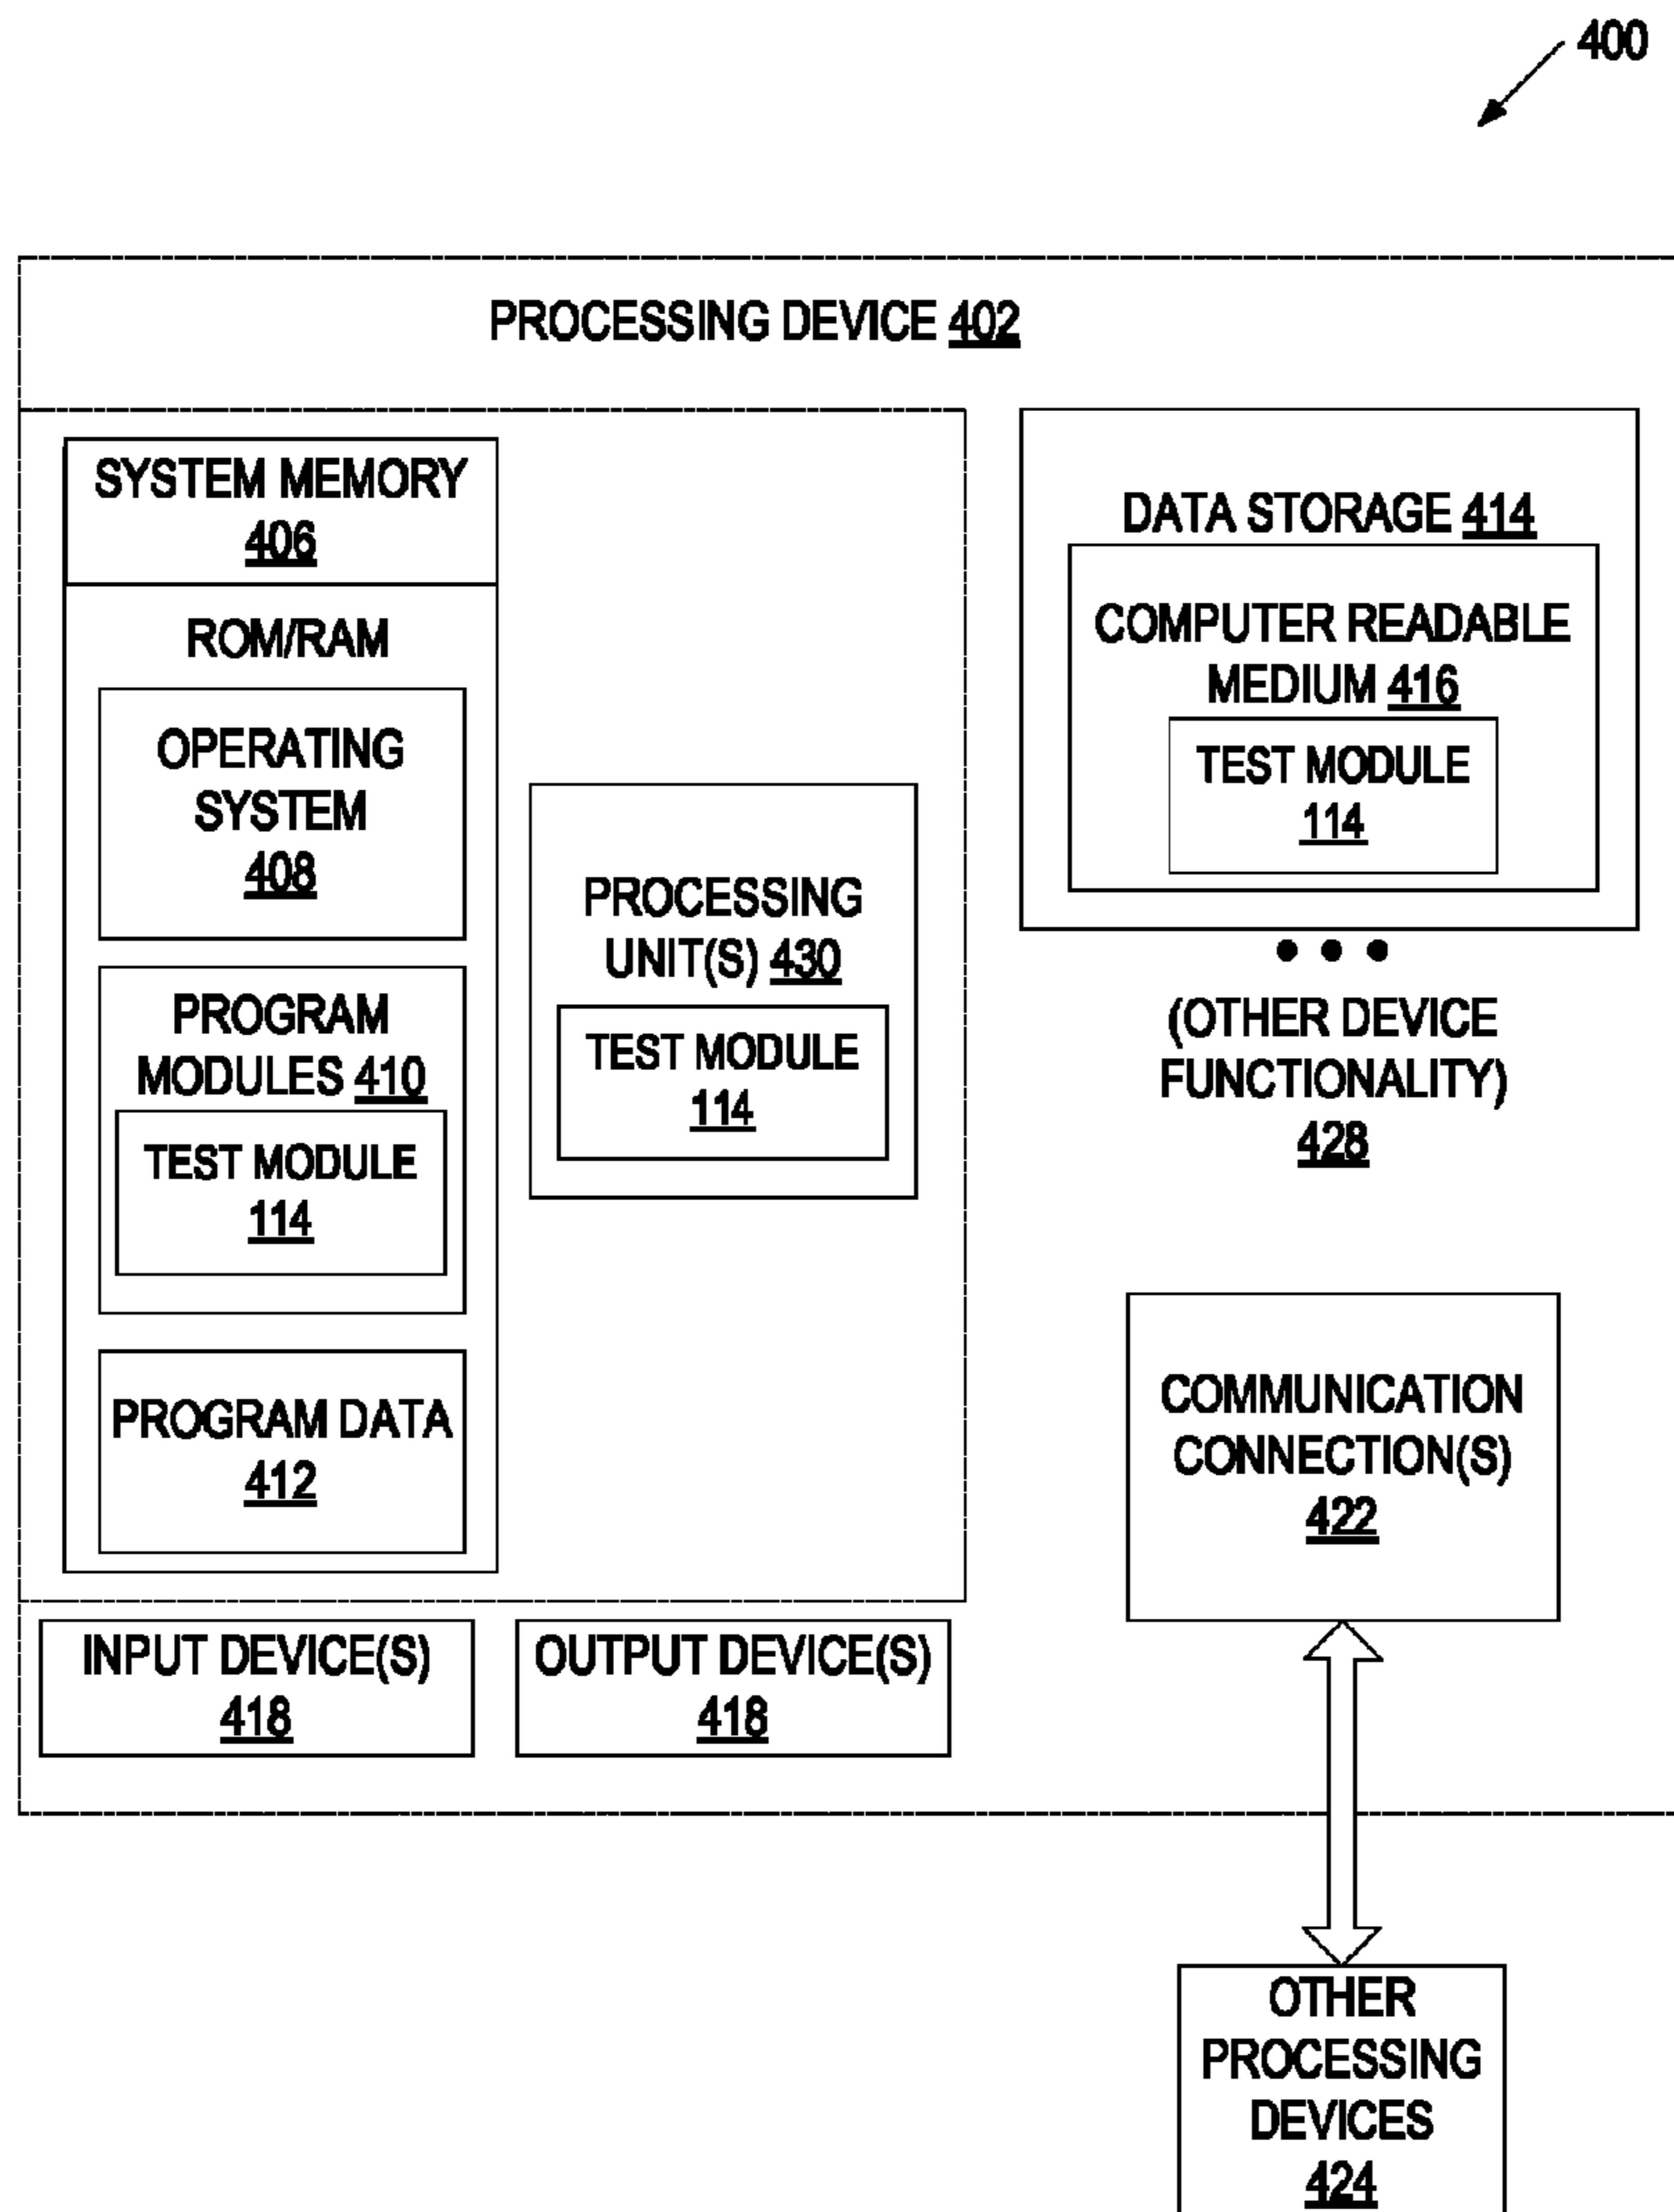 400
PROCESSING DEVICE 402
SYSTEM MEMORY
406
ROM/RAM
OPERATING
SYSTEM
408
PROGRAM
MODULES 410
TEST MODULE
114
PROGRAM DATA
412
PROCESSING
UNIT(S) 430
TEST MODULE
114
DATA STORAGE 414
COMPUTER READABLE
MEDIUM 416
TEST MODULE
114
(OTHER DEVICE
FUNCTIONALITY)
428
COMMUNICATION
CONNECTION(S)
422
INPUT DEVICE(S)
418
OUTPUT DEVICE(S)
418
OTHER
PROCESSING
DEVICES
424